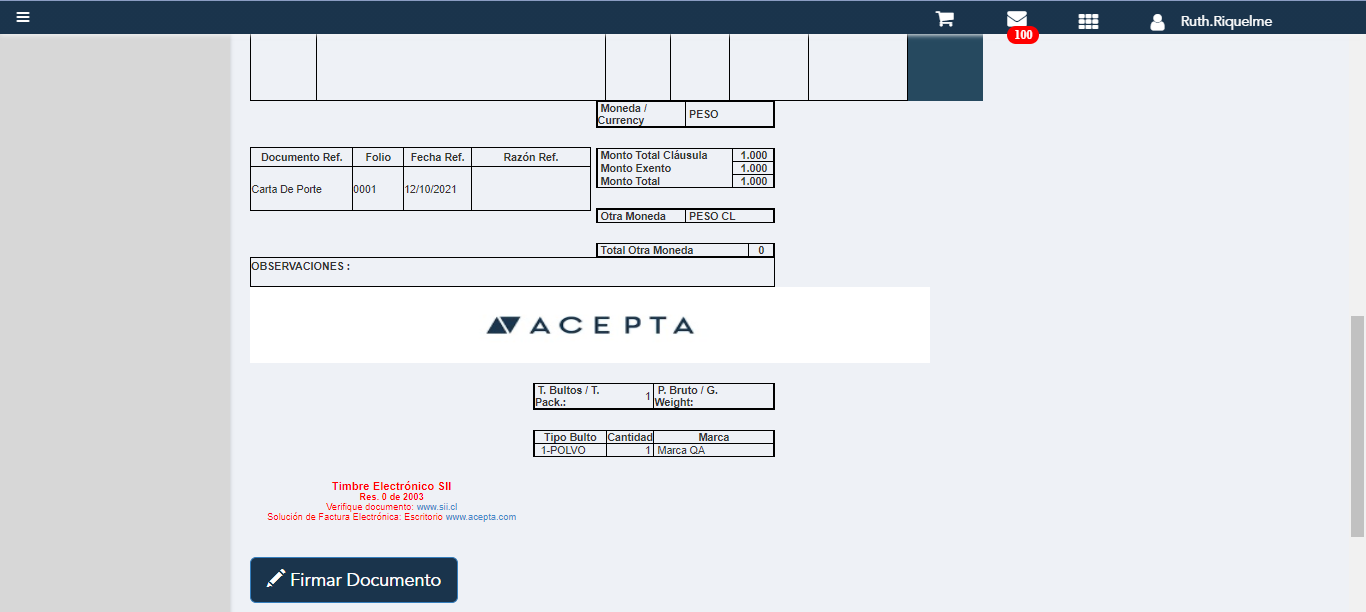 Ruth.Riquelme
100
Moneda /
Currency
PESO
Documento Ref. Folio Fecha Ref. Razón Ref.
Carta De Porte 0001 12/10/2021
Monto Total Cláusula 1.000
Monto Exento 1.000
Monto Total 1.000
Otra Moneda PESO CL
Total Otra Moneda 0
OBSERVACIONES :
ACEPTA
T. Bultos / T.
Pack.:
1
P. Bruto / G.
Weight:
Tipo Bulto Cantidad Marca
1-POLVO 1 Marca QA
Timbre Electrónico SII
Res. 0 de 2003
Verifique documento: www.sii.cl
Solución de Factura Electrónica: Escritorio www.acepta.com
Firmar Documento